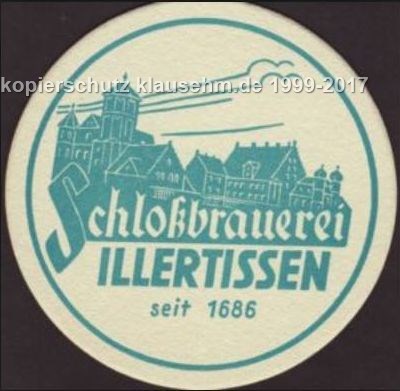 kopierschutz klausehm.de 1999-2017
Schloßbrauerei
ILLERTISSEN
seit 1686